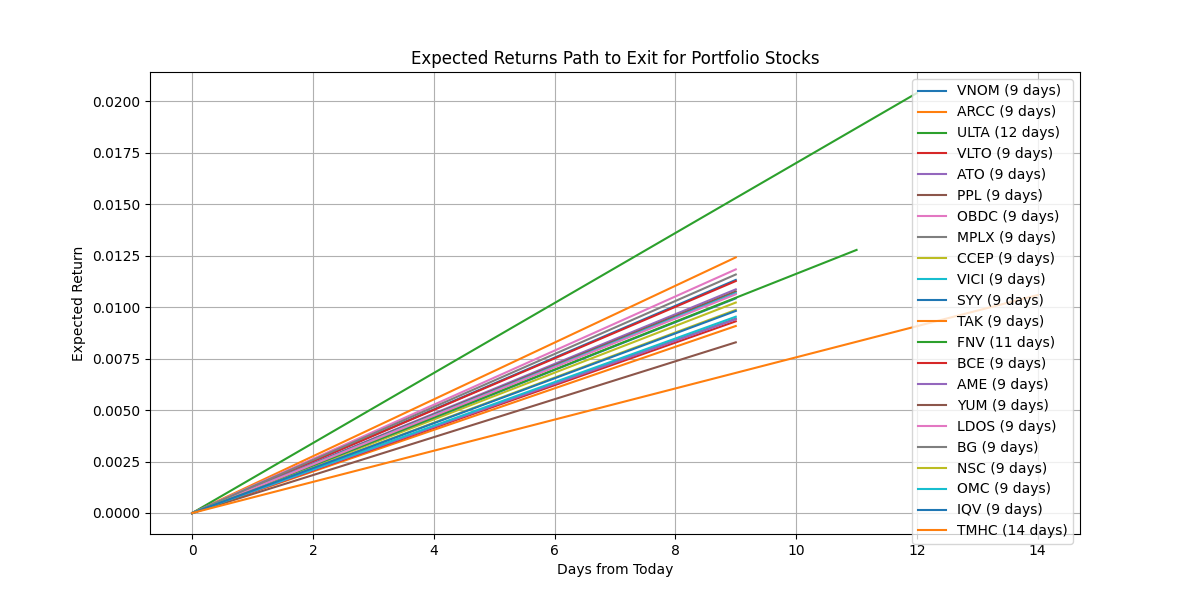 Expected Returns Path to Exit for Portfolio Stocks
Expected Return
0.0200
0.0175
0.0150
0.0125
0.0100
0.0075
0.0050
0.0025
0.0000
VNOM (9 days)
ARCC (9 days)
ULTA (12 days)
VLTO (9 days)
ATO (9 days)
PPL (9 days)
OBDC (9 days)
MPLX (9 days)
CCEP (9 days)
VICI (9 days)
SYY (9 days)
TAK (9 days)
FNV (11 days)
BCE (9 days)
AME (9 days)
YUM (9 days)
LDOS (9 days)
BG (9 days)
NSC (9 days)
OMC (9 days)
IQV (9 days)
TMHC (14 days)
0 2 4 6 8 10 12 14
Days from Today